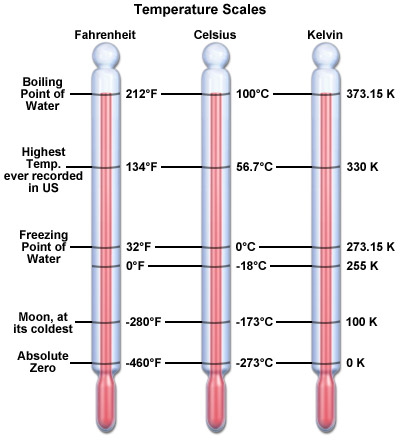 Temperature Scales
Fahrenheit Celsius Kelvin
Boiling
Point of
Water
212°F 100°C 373.15 K
Highest
Temp.
ever recorded
in US
134°F 56.7°C 330 K
Freezing
Point of
Water
32°F 0°C 273.15 K
0°F -18°C 255 K
Moon, at
its coldest
-280°F -173°C 100 K
Absolute
Zero
-460°F -273°C 0 K